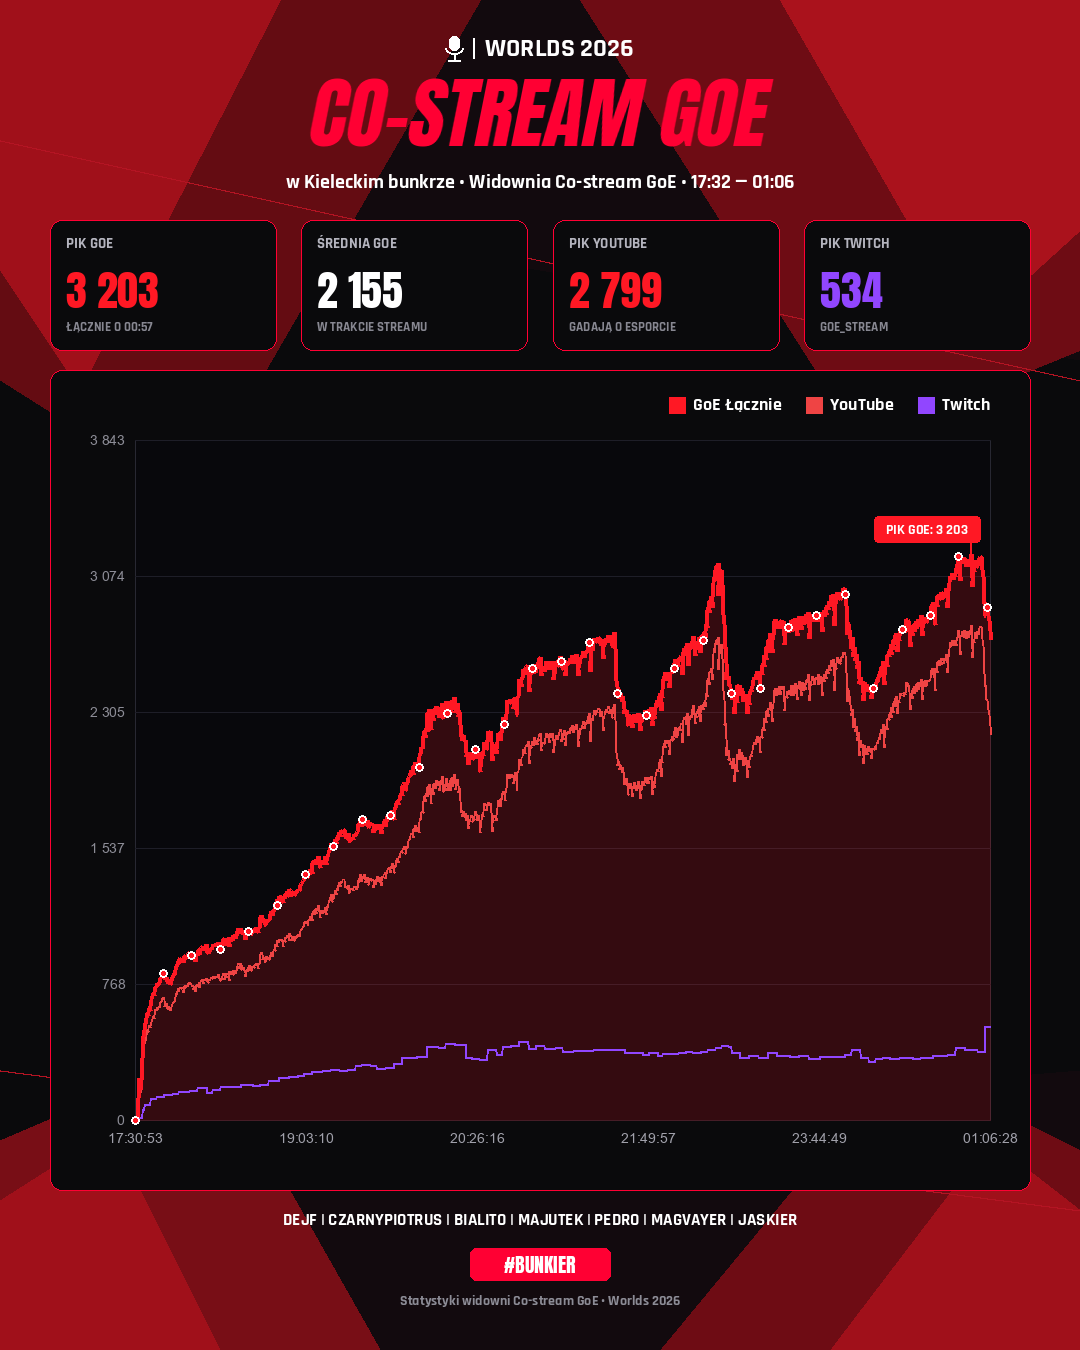 | WORLDS 2026
CO-STREAM GOE
w Kieleckim bunkrze • Widownia Co-stream GoE • 17:32 — 01:06
PIK GOE
3 203
ŁĄCZNIE O 00:57
ŚREDNIA GOE
2 155
W TRAKCIE STREAMU
PIK YOUTUBE
2 799
GADAJĄ O ESPORCIE
PIK TWITCH
534
GOE_STREAM
GoE Łącznie
YouTube
Twitch
3 843
3 074
2 305
1 537
768
0
PIK GOE: 3 203
17:30:53
19:03:10
20:26:16
21:49:57
23:44:49
01:06:28
DEJF | CZARNYPIOTRUS | BIALITO | MAJUTEK | PEDRO | MAGVAYER | JASKIER
#BUNKIER
Statystyki widowni Co-stream GoE • Worlds 2026